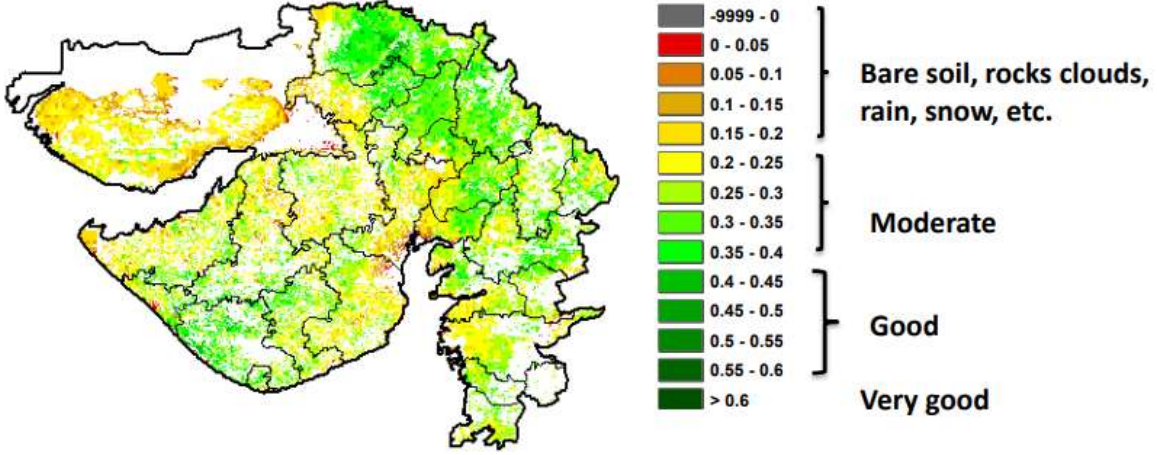 -9999 - 0
0 - 0.05
0.05 - 0.1
0.1 - 0.15
0.15 - 0.2
0.2 - 0.25
0.25 - 0.3
0.3 - 0.35
0.35 - 0.4
0.4 - 0.45
0.45 - 0.5
0.5 - 0.55
0.55 - 0.6
> 0.6
Bare soil, rocks clouds,
rain, snow, etc.
Moderate
Good
Very good